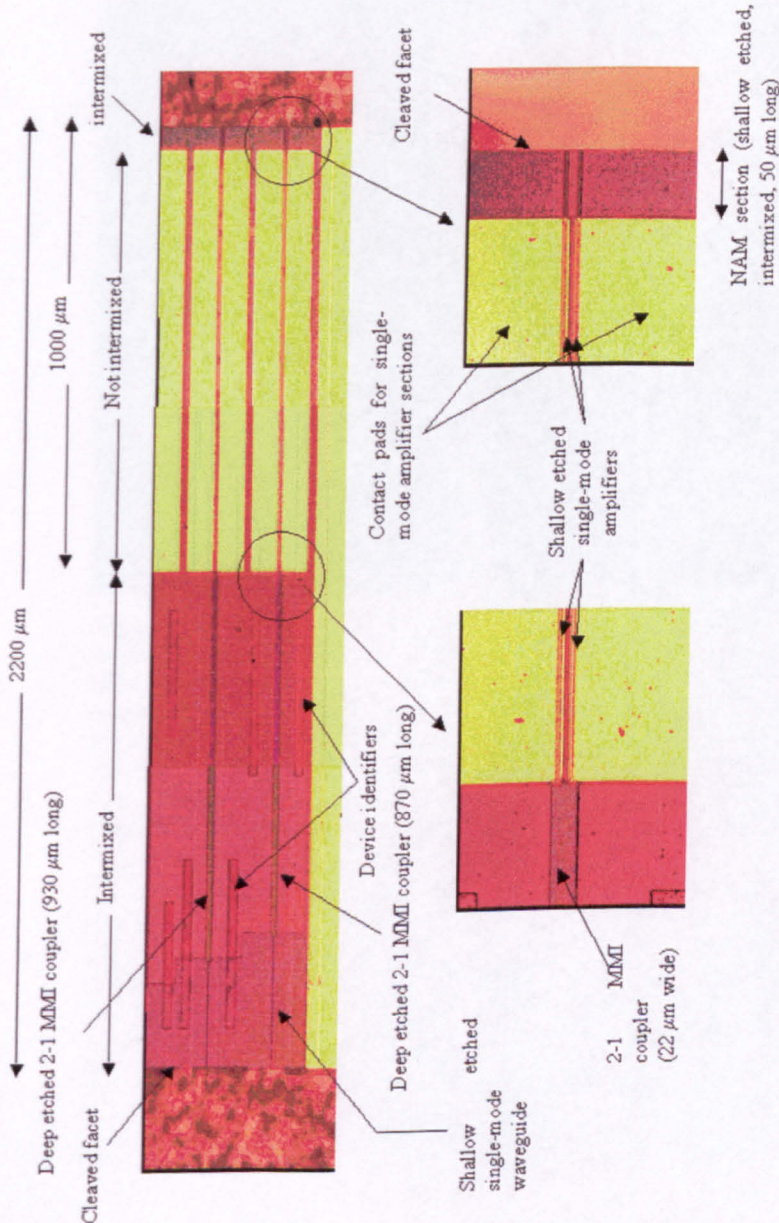 2200 μm
1000 μm
intermixed
Not intermixed
Intermixed
Deep etched 2-1 MMI coupler (930 μm long)
Cleaved facet
Device identifiers
Deep etched 2-1 MMI coupler (870 μm long)
Shallow etched
single-mode
waveguide
Contact pads for single-
mode amplifier sections
Cleaved facet
Shallow etched
single-mode
amplifiers
2-1 MMI
coupler
(22 μm wide)
NAM section (shallow etched,
intermixed, 50 μm long)